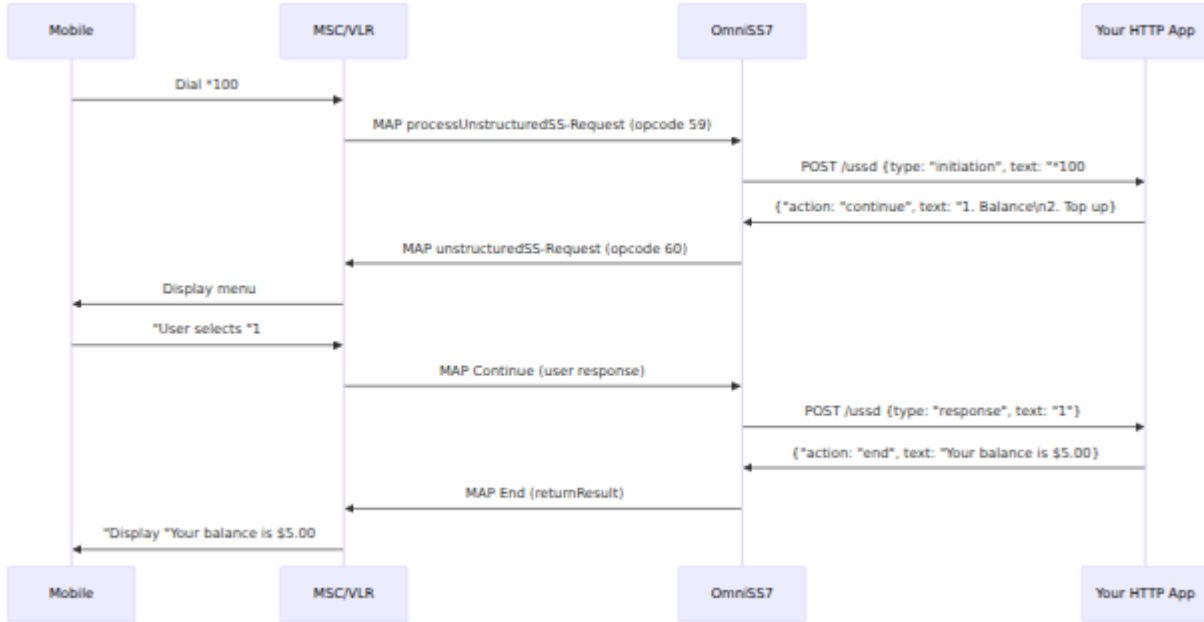 Mobile
MSC/VLR
OmniSS7
Your HTTP App
Dial *100
MAP processUnstructuredSS-Request (opcode 59)
POST /ussd {type: "initiation", text: "*100
{"action: "continue", text: "1. Balance\n2. Top up}
MAP unstructuredSS-Request (opcode 60)
Display menu
"User selects "1
MAP Continue (user response)
POST /ussd {type: "response", text: "1"}
{"action: "end", text: "Your balance is $5.00}
MAP End (returnResult)
"Display "Your balance is $5.00
Mobile
MSC/VLR
OmniSS7
Your HTTP App